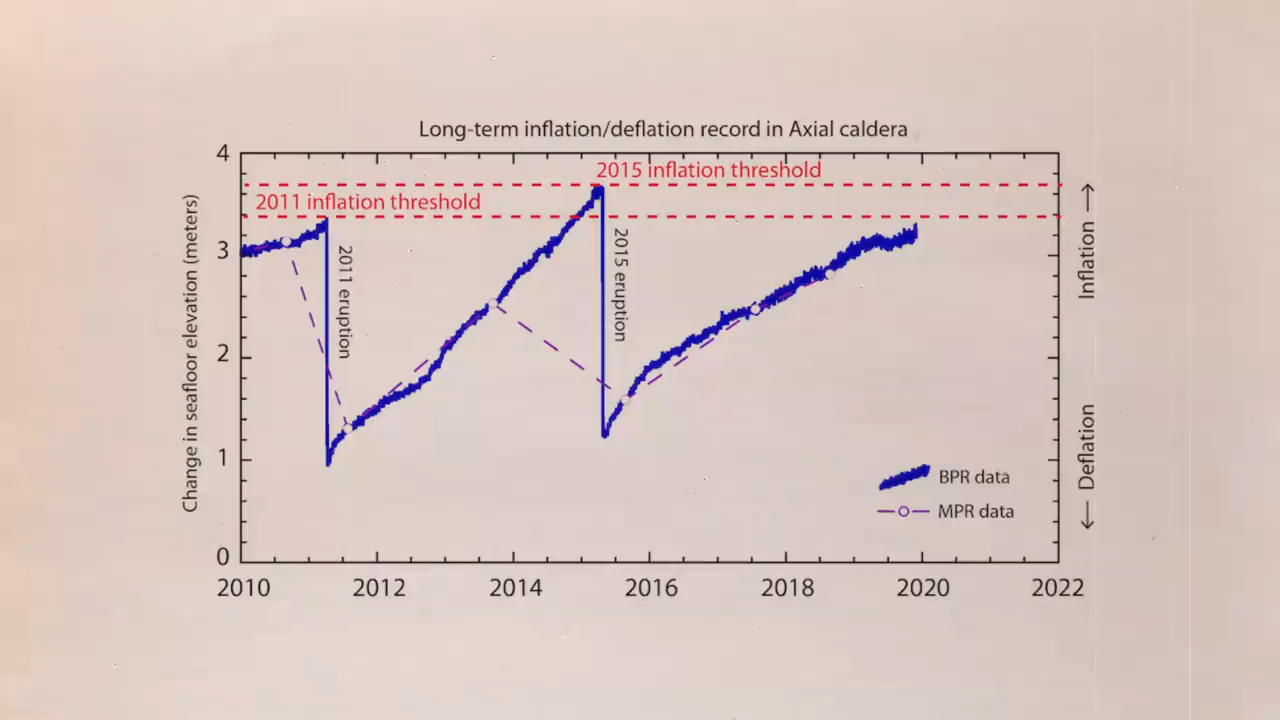 Long-term inflation/deflation record in Axial caldera
4
3
2
1
0
Change in seafloor elevation (meters)
2015 inflation threshold
2011 inflation threshold
2011 eruption
2015 eruption
Inflation →
← Deflation
BPR data
MPR data
2010 2012 2014 2016 2018 2020 2022